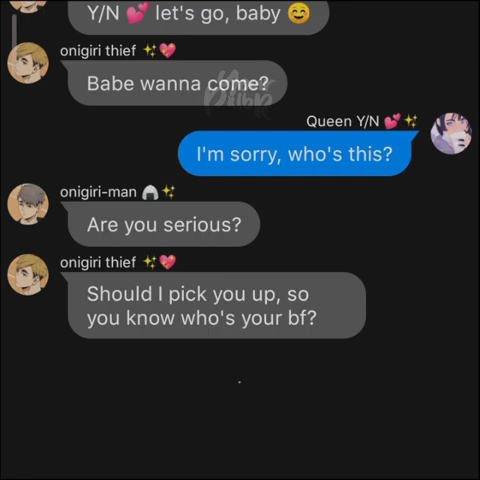 Y/N 💕 let's go, baby 😊
onigiri thief ✨💖
Babe wanna come?
Queen Y/N 💕✨
I'm sorry, who's this?
onigiri-man 🍙✨
Are you serious?
onigiri thief ✨💖
Should I pick you up, so
you know who's your bf?